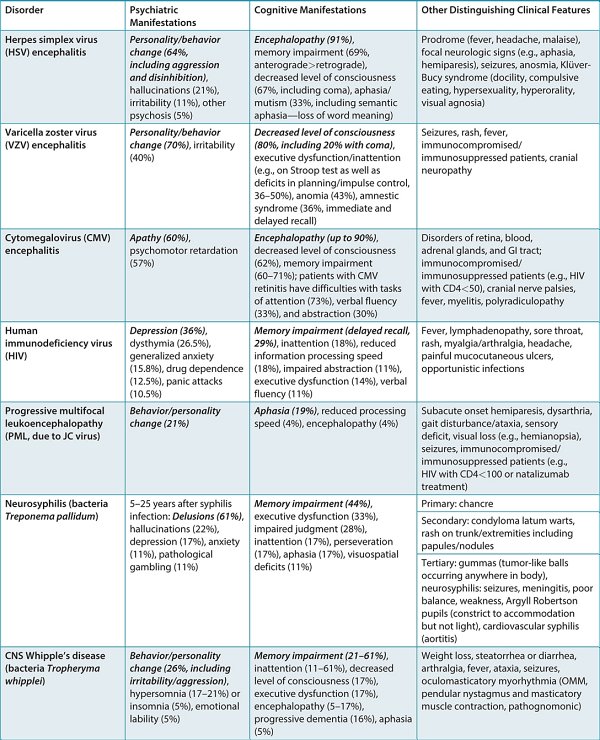 Disorder
Psychiatric
Manifestations
Cognitive Manifestations
Other Distinguishing Clinical Features
Herpes simplex virus
(HSV) encephalitis
Personality/behavior
change (64%,
including aggression
and disinhibition),
hallucinations (21%),
irritability (11%), other
psychosis (5%)
Encephalopathy (91%),
memory impairment (69%,
anterograde>retrograde),
decreased level of consciousness
(67%, including coma), aphasia/
mutism (33%, including semantic
aphasia—loss of word meaning)
Prodrome (fever, headache, malaise),
focal neurologic signs (e.g., aphasia,
hemiparesis), seizures, anosmia, Klüver-
Bucy syndrome (docility, compulsive
eating, hypersexuality, hyperorality,
visual agnosia)
Varicella zoster virus
(VZV) encephalitis
Personality/behavior
change (70%), irritability
(40%)
Decreased level of consciousness
(80%, including 20% with coma),
executive dysfunction/inattention
(e.g., on Stroop test as well as
deficits in planning/impulse control,
36–50%), anomia (43%), amnestic
syndrome (36%, immediate and
delayed recall)
Seizures, rash, fever,
immunocompromised/
immunosuppressed patients, cranial
neuropathy
Cytomegalovirus (CMV)
encephalitis
Apathy (60%),
psychomotor retardation
(57%)
Encephalopathy (up to 90%),
decreased level of consciousness
(62%), memory impairment
(60–71%); patients with CMV
retinitis have difficulties with tasks
of attention (73%), verbal fluency
(33%), and abstraction (30%)
Disorders of retina, blood,
adrenal glands, and GI tract;
immunocompromised/
immunosuppressed patients (e.g., HIV
with CD4<50), cranial nerve palsies,
fever, myelitis, polyradiculopathy
Human
immunodeficiency virus
(HIV)
Depression (36%),
dysthymia (26.5%),
generalized anxiety
(15.8%), drug dependence
(12.5%), panic attacks
(10.5%)
Memory impairment (delayed recall,
29%), inattention (18%), reduced
information processing speed
(18%), impaired abstraction (11%),
executive dysfunction (14%), verbal
fluency (11%)
Fever, lymphadenopathy, sore throat,
rash, myalgia/arthralgia, headache,
painful mucocutaneous ulcers,
opportunistic infections
Progressive multifocal
leukoencephalopathy
(PML, due to JC virus)
Behavior/personality
change (21%)
Aphasia (19%), reduced processing
speed (4%), encephalopathy (4%)
Subacute onset hemiparesis, dysarthria,
gait disturbance/ataxia, sensory
deficit, visual loss (e.g., hemianopsia),
seizures, immunocompromised/
immunosuppressed patients (e.g.,
HIV with CD4<100 or natalizumab
treatment)
Neurosyphilis (bacteria
Treponema pallidum)
5–25 years after syphilis
infection: Delusions (61%),
hallucinations (22%),
depression (17%), anxiety
(11%), pathological
gambling (11%)
Memory impairment (44%),
executive dysfunction (33%),
impaired judgment (28%),
inattention (17%), perseveration
(17%), aphasia (17%), visuospatial
deficits (11%)
Primary: chancre
Secondary: condyloma latum warts,
rash on trunk/extremities including
papules/nodules
Tertiary: gummas (tumor-like balls
occurring anywhere in body),
neurosyphilis: seizures, meningitis, poor
balance, weakness, Argyll Robertson
pupils (constrict to accommodation
but not light), cardiovascular syphilis
(aortitis)
CNS Whipple's disease
(bacteria Tropheryma
whipplei)
Behavior/personality
change (26%, including
irritability/aggression),
hypersomnia (17–21%) or
insomnia (5%), emotional
lability (5%)
Memory impairment (21–61%),
inattention (11–61%), decreased
level of consciousness (17%),
executive dysfunction (17%),
encephalopathy (5–17%),
progressive dementia (16%), aphasia
(5%)
Weight loss, steatorrhea or diarrhea,
arthralgia, fever, ataxia, seizures,
oculomasticatory myorhythmia (OMM,
pendular nystagmus and masticatory
muscle contraction, pathognomonic)